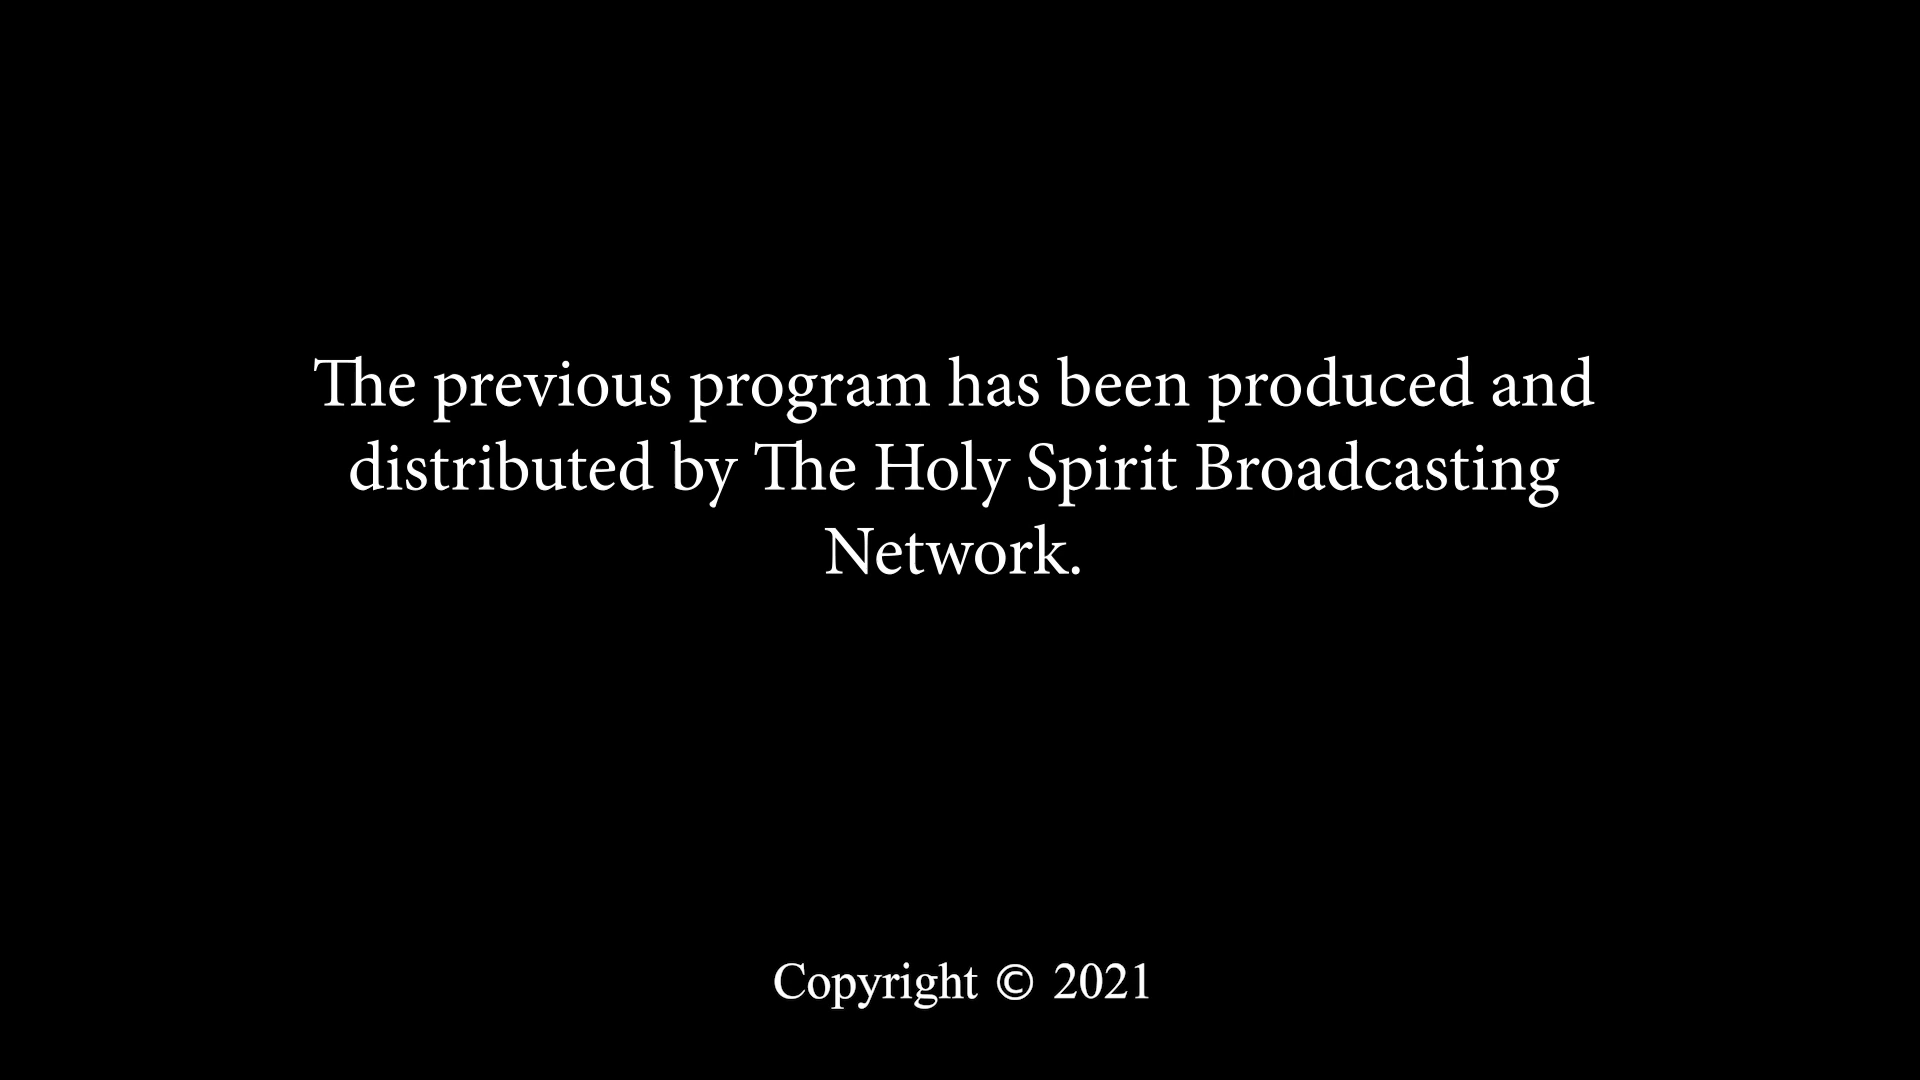 The previous program has been produced and
distributed by The Holy Spirit Broadcasting
Network.
Copyright © 2021